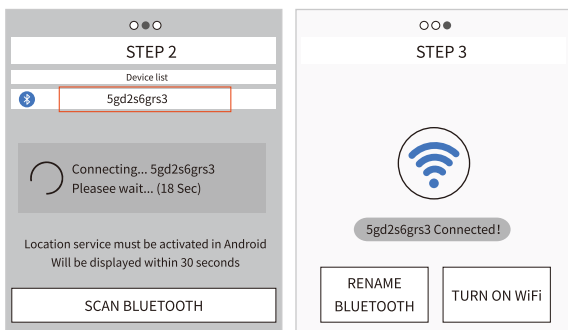 STEP 2
Device list
5gd2s6grs3
Connecting... 5gd2s6grs3
Pleasee wait... (18 Sec)
Location service must be activated in Android
Will be displayed within 30 seconds
SCAN BLUETOOTH
STEP 3
5gd2s6grs3 Connected!
RENAME
BLUETOOTH
TURN ON WiFi